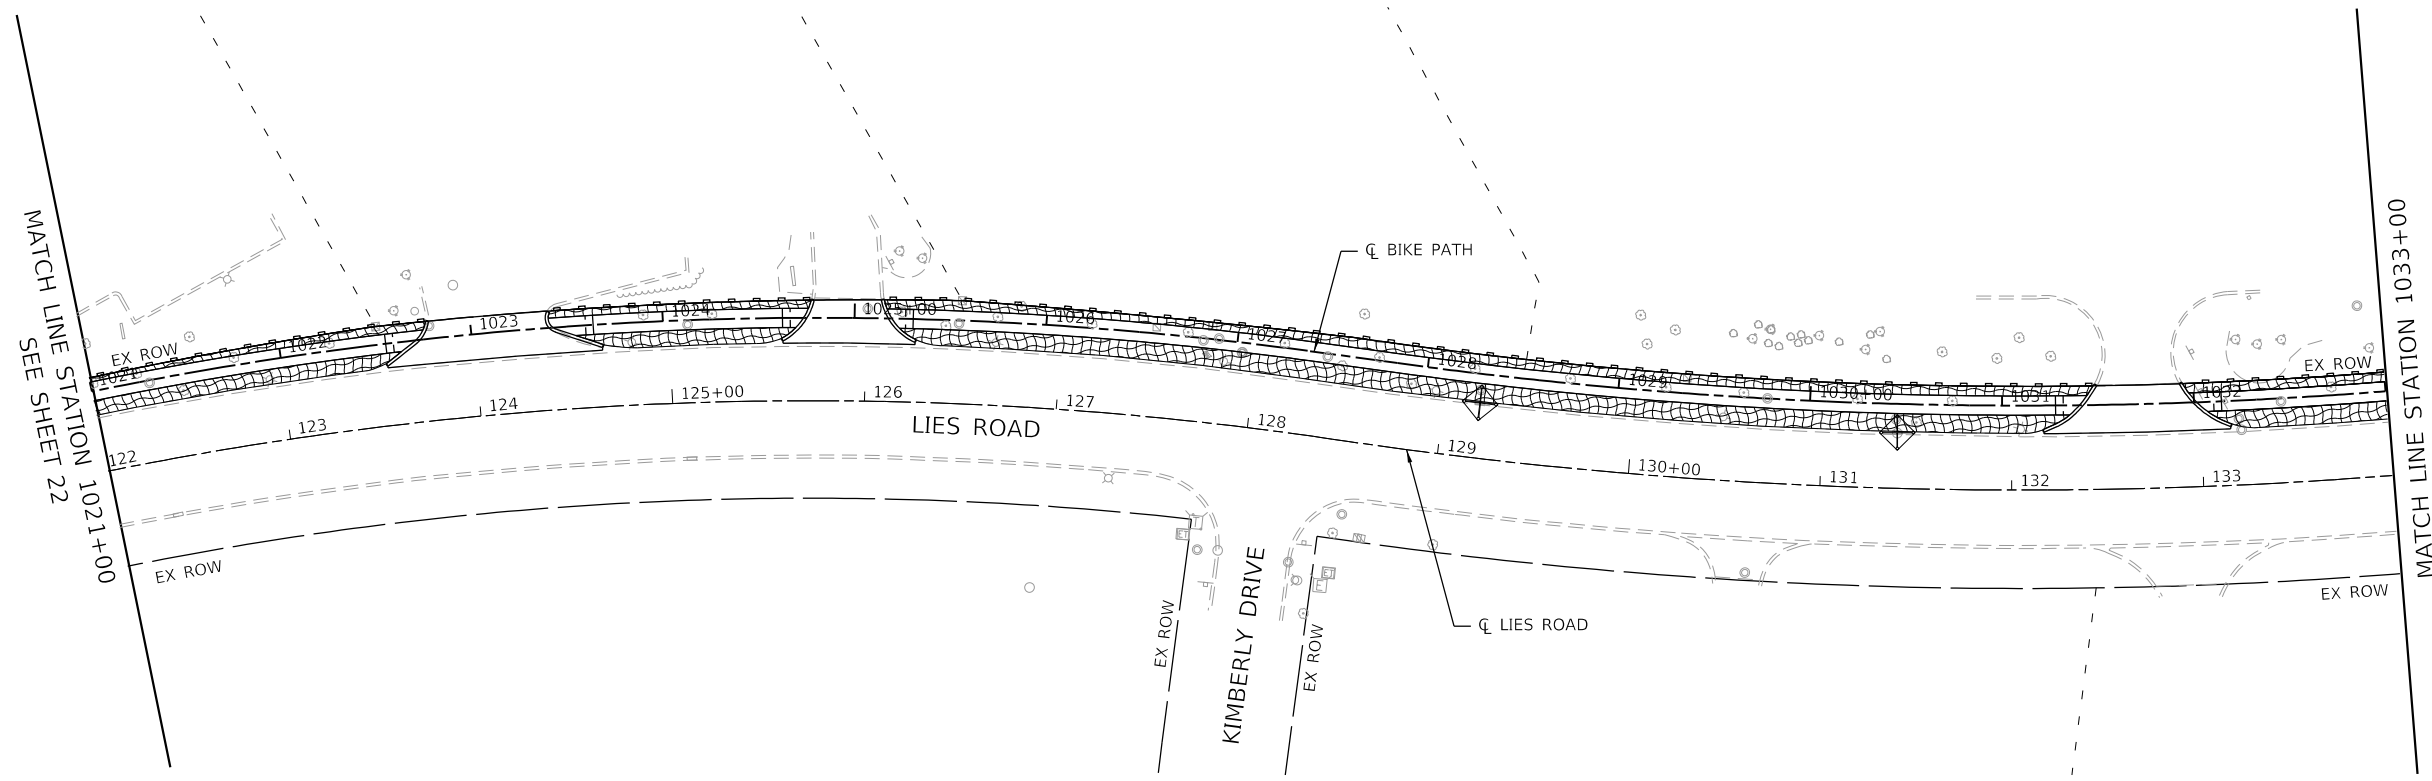 MATCH LINE STATION 1021+00
SEE SHEET 22
EX ROW
1021
1022
1023
1024
1025+00
1026
1027
1028
1029
1030+00
1031
1032
EX ROW
℄ BIKE PATH
122
123
124
125+00
126
127
128
129
130+00
131
132
133
LIES ROAD
EX ROW
EX ROW
KIMBERLY DRIVE
EX ROW
℄ LIES ROAD
EX ROW
MATCH LINE STATION 1033+00
ET
T
ET
E